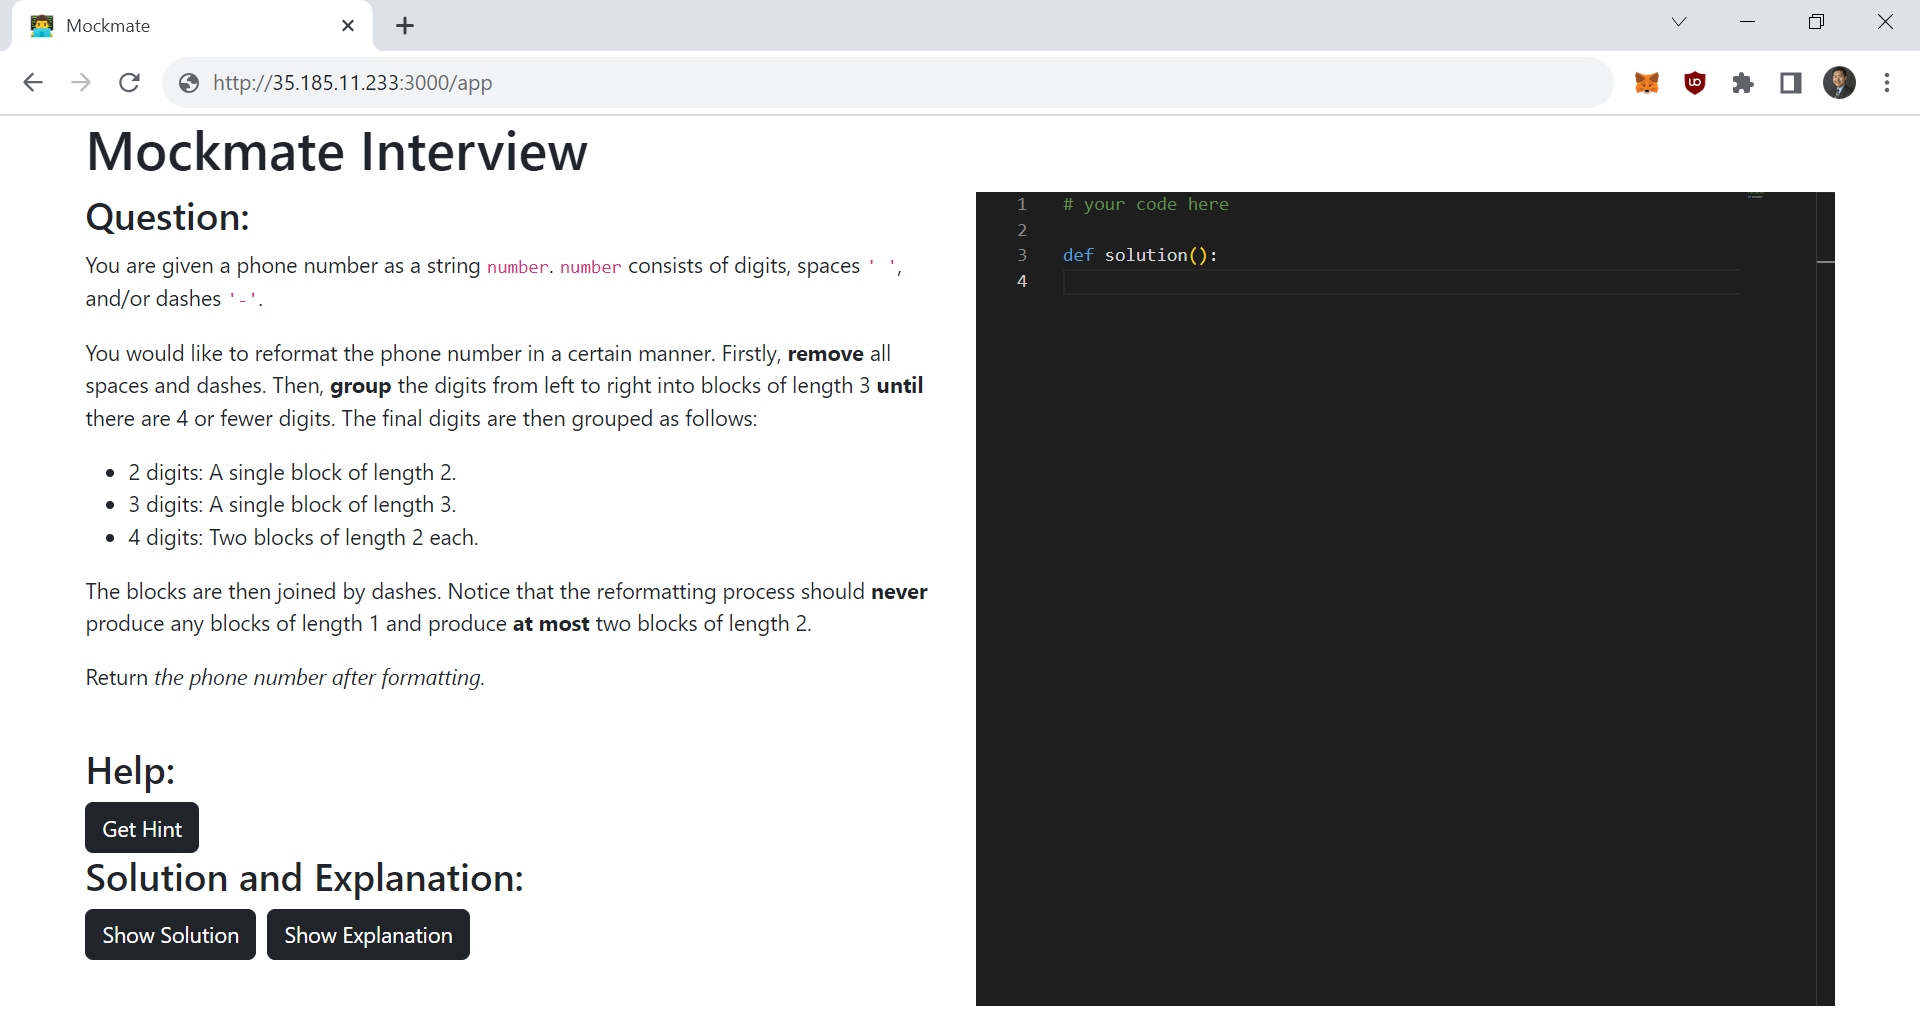 Mockmate
http://35.185.11.233:3000/app
Mockmate Interview
Question:
You are given a phone number as a string number. number consists of digits, spaces ' ',
and/or dashes '-'.
You would like to reformat the phone number in a certain manner. Firstly, remove all
spaces and dashes. Then, group the digits from left to right into blocks of length 3 until
there are 4 or fewer digits. The final digits are then grouped as follows:
• 2 digits: A single block of length 2.
• 3 digits: A single block of length 3.
• 4 digits: Two blocks of length 2 each.
The blocks are then joined by dashes. Notice that the reformatting process should never
produce any blocks of length 1 and produce at most two blocks of length 2.
Return the phone number after formatting.
Help:
Get Hint
Solution and Explanation:
Show Solution Show Explanation
1 # your code here
2
3 def solution():
4